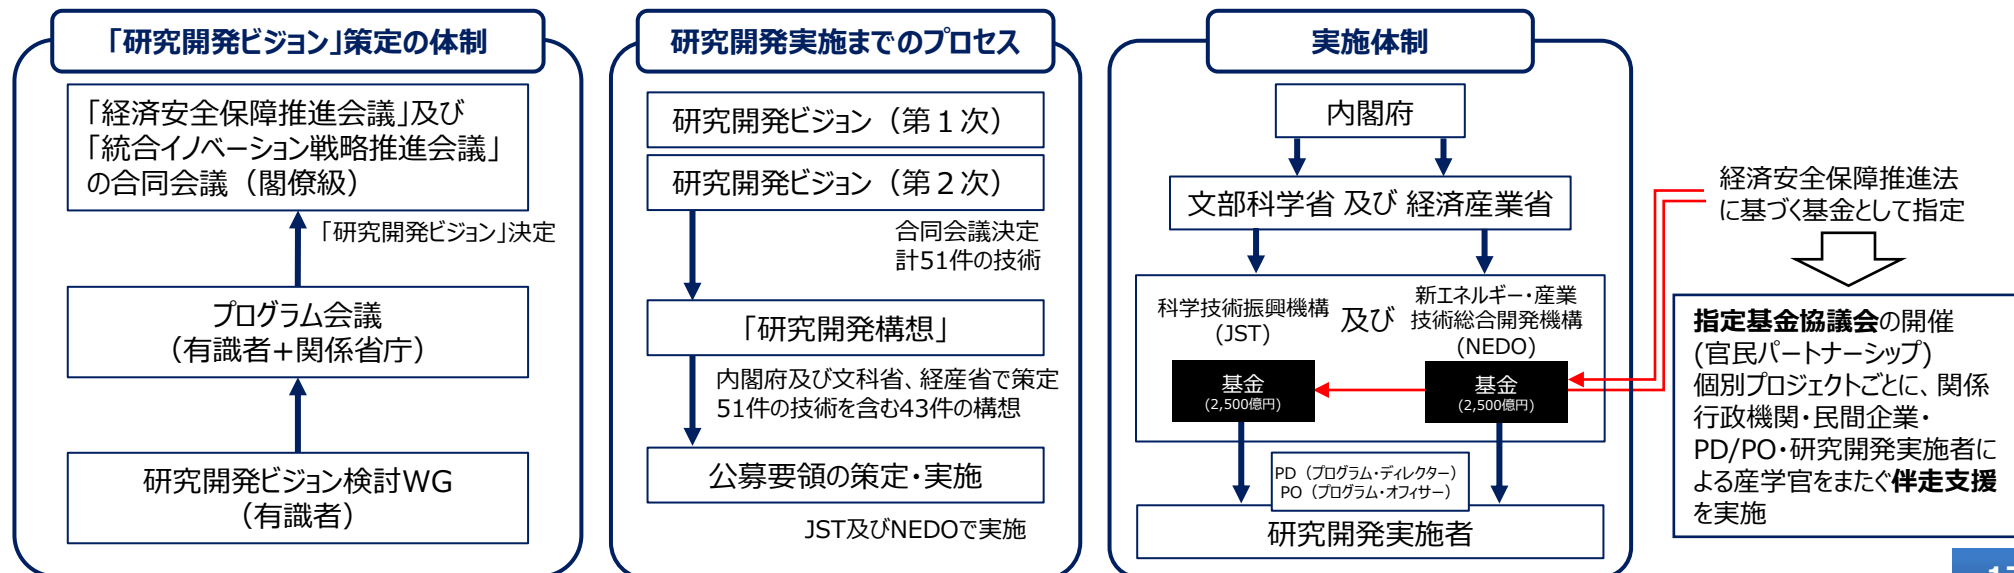 「研究開発ビジョン」策定の体制
「経済安全保障推進会議」及び
「統合イノベーション戦略推進会議」
の合同会議（閣僚級）
「研究開発ビジョン」決定
プログラム会議
（有識者+関係省庁）
研究開発ビジョン検討WG
（有識者）
研究開発実施までのプロセス
研究開発ビジョン（第１次）
研究開発ビジョン（第２次）
合同会議決定
計51件の技術
「研究開発構想」
内閣府及び文科省、経産省で策定
51件の技術を含む43件の構想
公募要領の策定・実施
JST及びNEDOで実施
実施体制
内閣府
文部科学省 及び 経済産業省
科学技術振興機構
(JST)
及び
新エネルギー・産業
技術総合開発機構
(NEDO)
基金
(2,500億円)
基金
(2,500億円)
PD（プログラム・ディレクター）
PO（プログラム・オフィサー）
研究開発実施者
経済安全保障推進法
に基づく基金として指定
指定基金協議会の開催
(官民パートナーシップ)
個別プロジェクトごとに、関係
行政機関・民間企業・
PD/PO・研究開発実施者に
よる産学官をまたぐ伴走支援
を実施